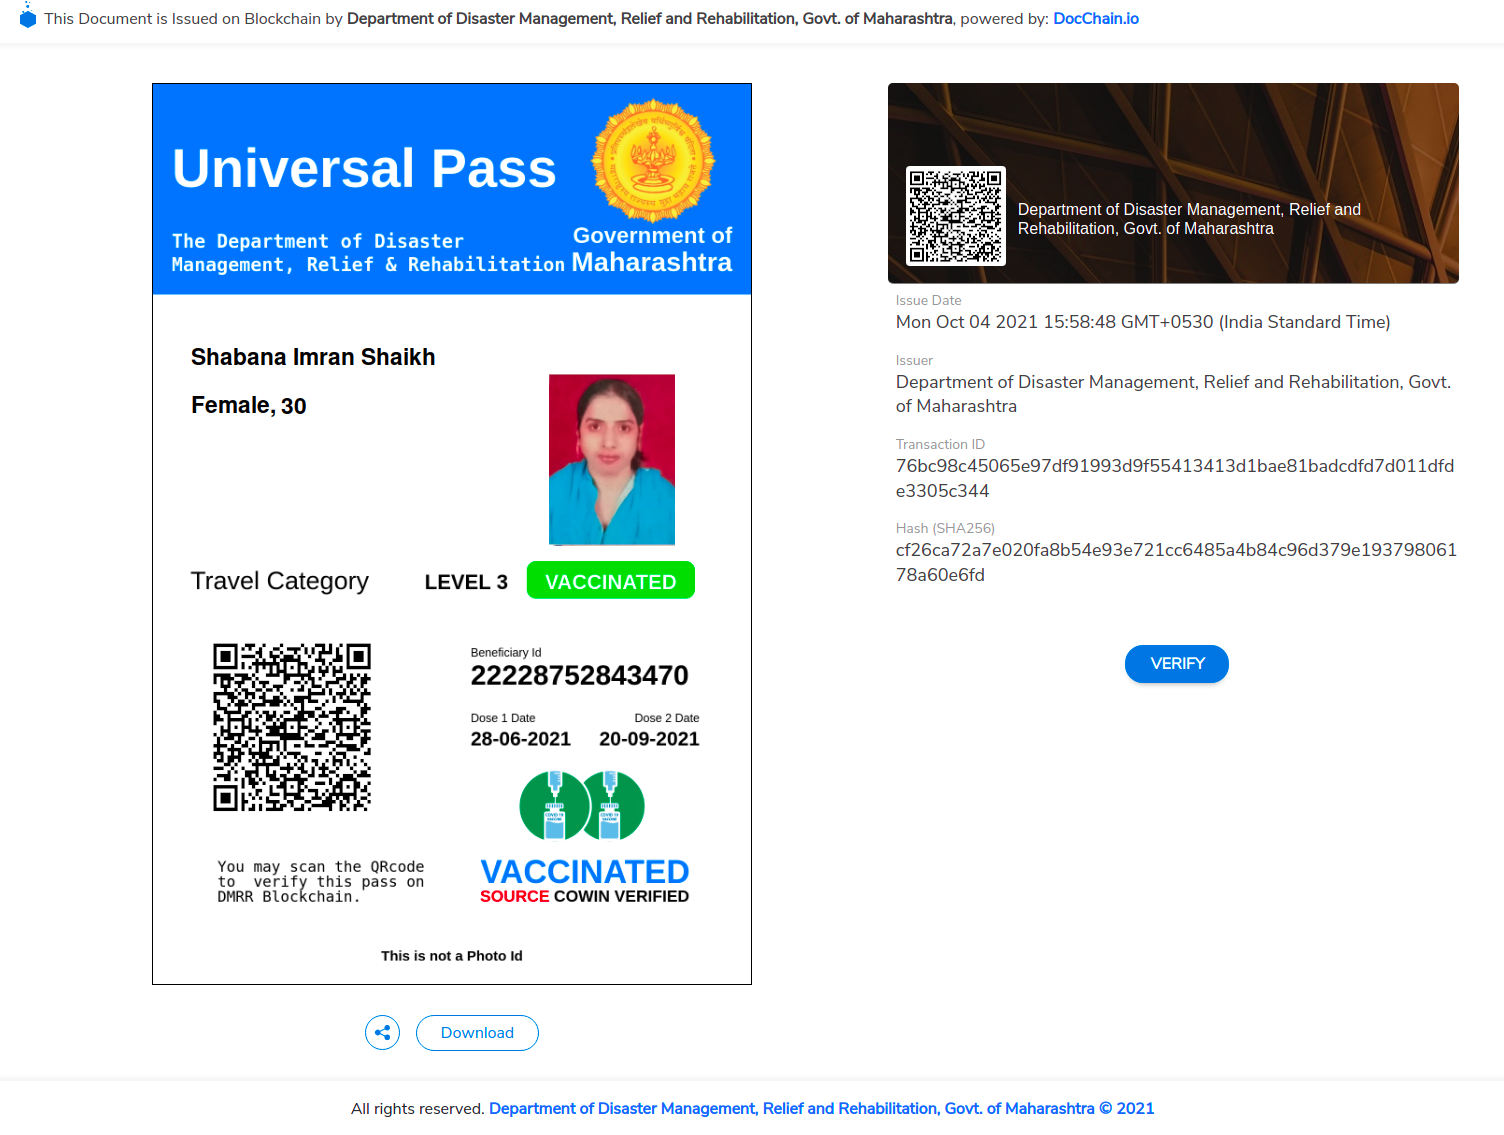 This Document is Issued on Blockchain by Department of Disaster Management, Relief and Rehabilitation, Govt. of Maharashtra, powered by: DocChain.io
Universal Pass
The Department of Disaster
Management, Relief & Rehabilitation
Government of
Maharashtra
Shabana Imran Shaikh
Female, 30
Travel Category
LEVEL 3
VACCINATED
Beneficiary Id
22228752843470
Dose 1 Date
Dose 2 Date
28-06-2021
20-09-2021
You may scan the QRcode
to verify this pass on
DMRR Blockchain.
VACCINATED
SOURCE COWIN VERIFIED
This is not a Photo Id
Download
Department of Disaster Management, Relief and
Rehabilitation, Govt. of Maharashtra
Issue Date
Mon Oct 04 2021 15:58:48 GMT+0530 (India Standard Time)
Issuer
Department of Disaster Management, Relief and Rehabilitation, Govt.
of Maharashtra
Transaction ID
76bc98c45065e97df91993d9f55413413d1bae81badcdfd7d011dfd
e3305c344
Hash (SHA256)
cf26ca72a7e020fa8b54e93e721cc6485a4b84c96d379e193798061
78a60e6fd
VERIFY
All rights reserved. Department of Disaster Management, Relief and Rehabilitation, Govt. of Maharashtra © 2021